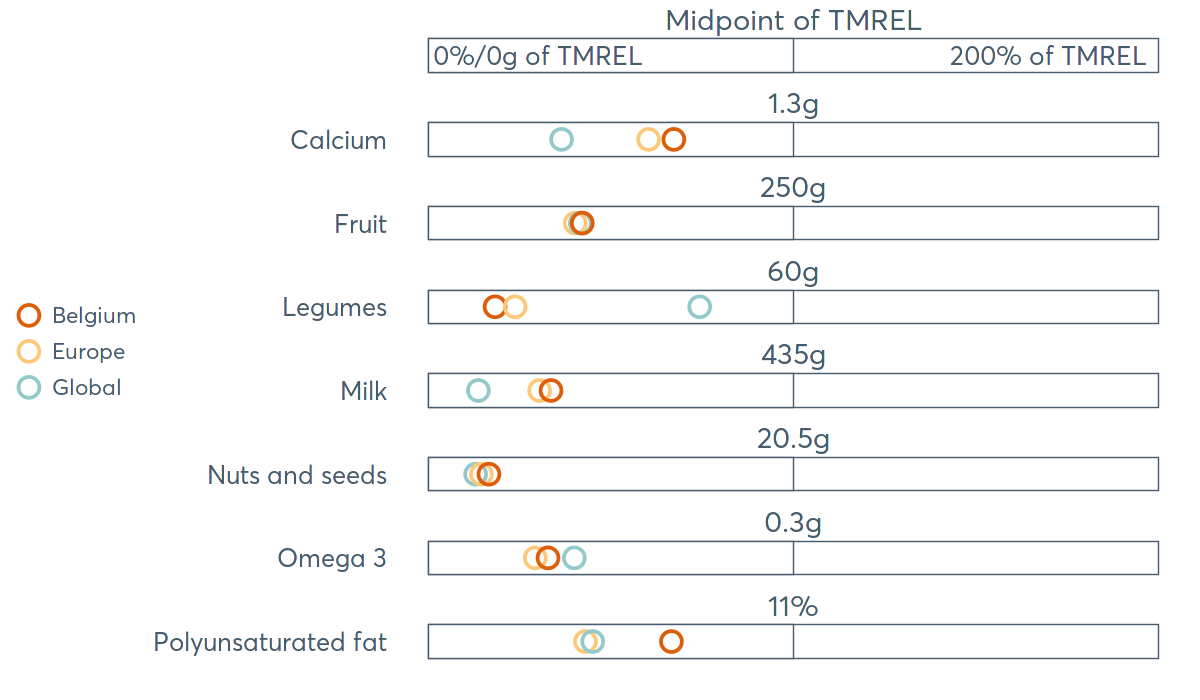 Midpoint of TMREL
0%/0g of TMREL 200% of TMREL
1.3g
Calcium
250g
Fruit
60g
Legumes
435g
Milk
20.5g
Nuts and seeds
0.3g
Omega 3
11%
Polyunsaturated fat
Belgium
Europe
Global